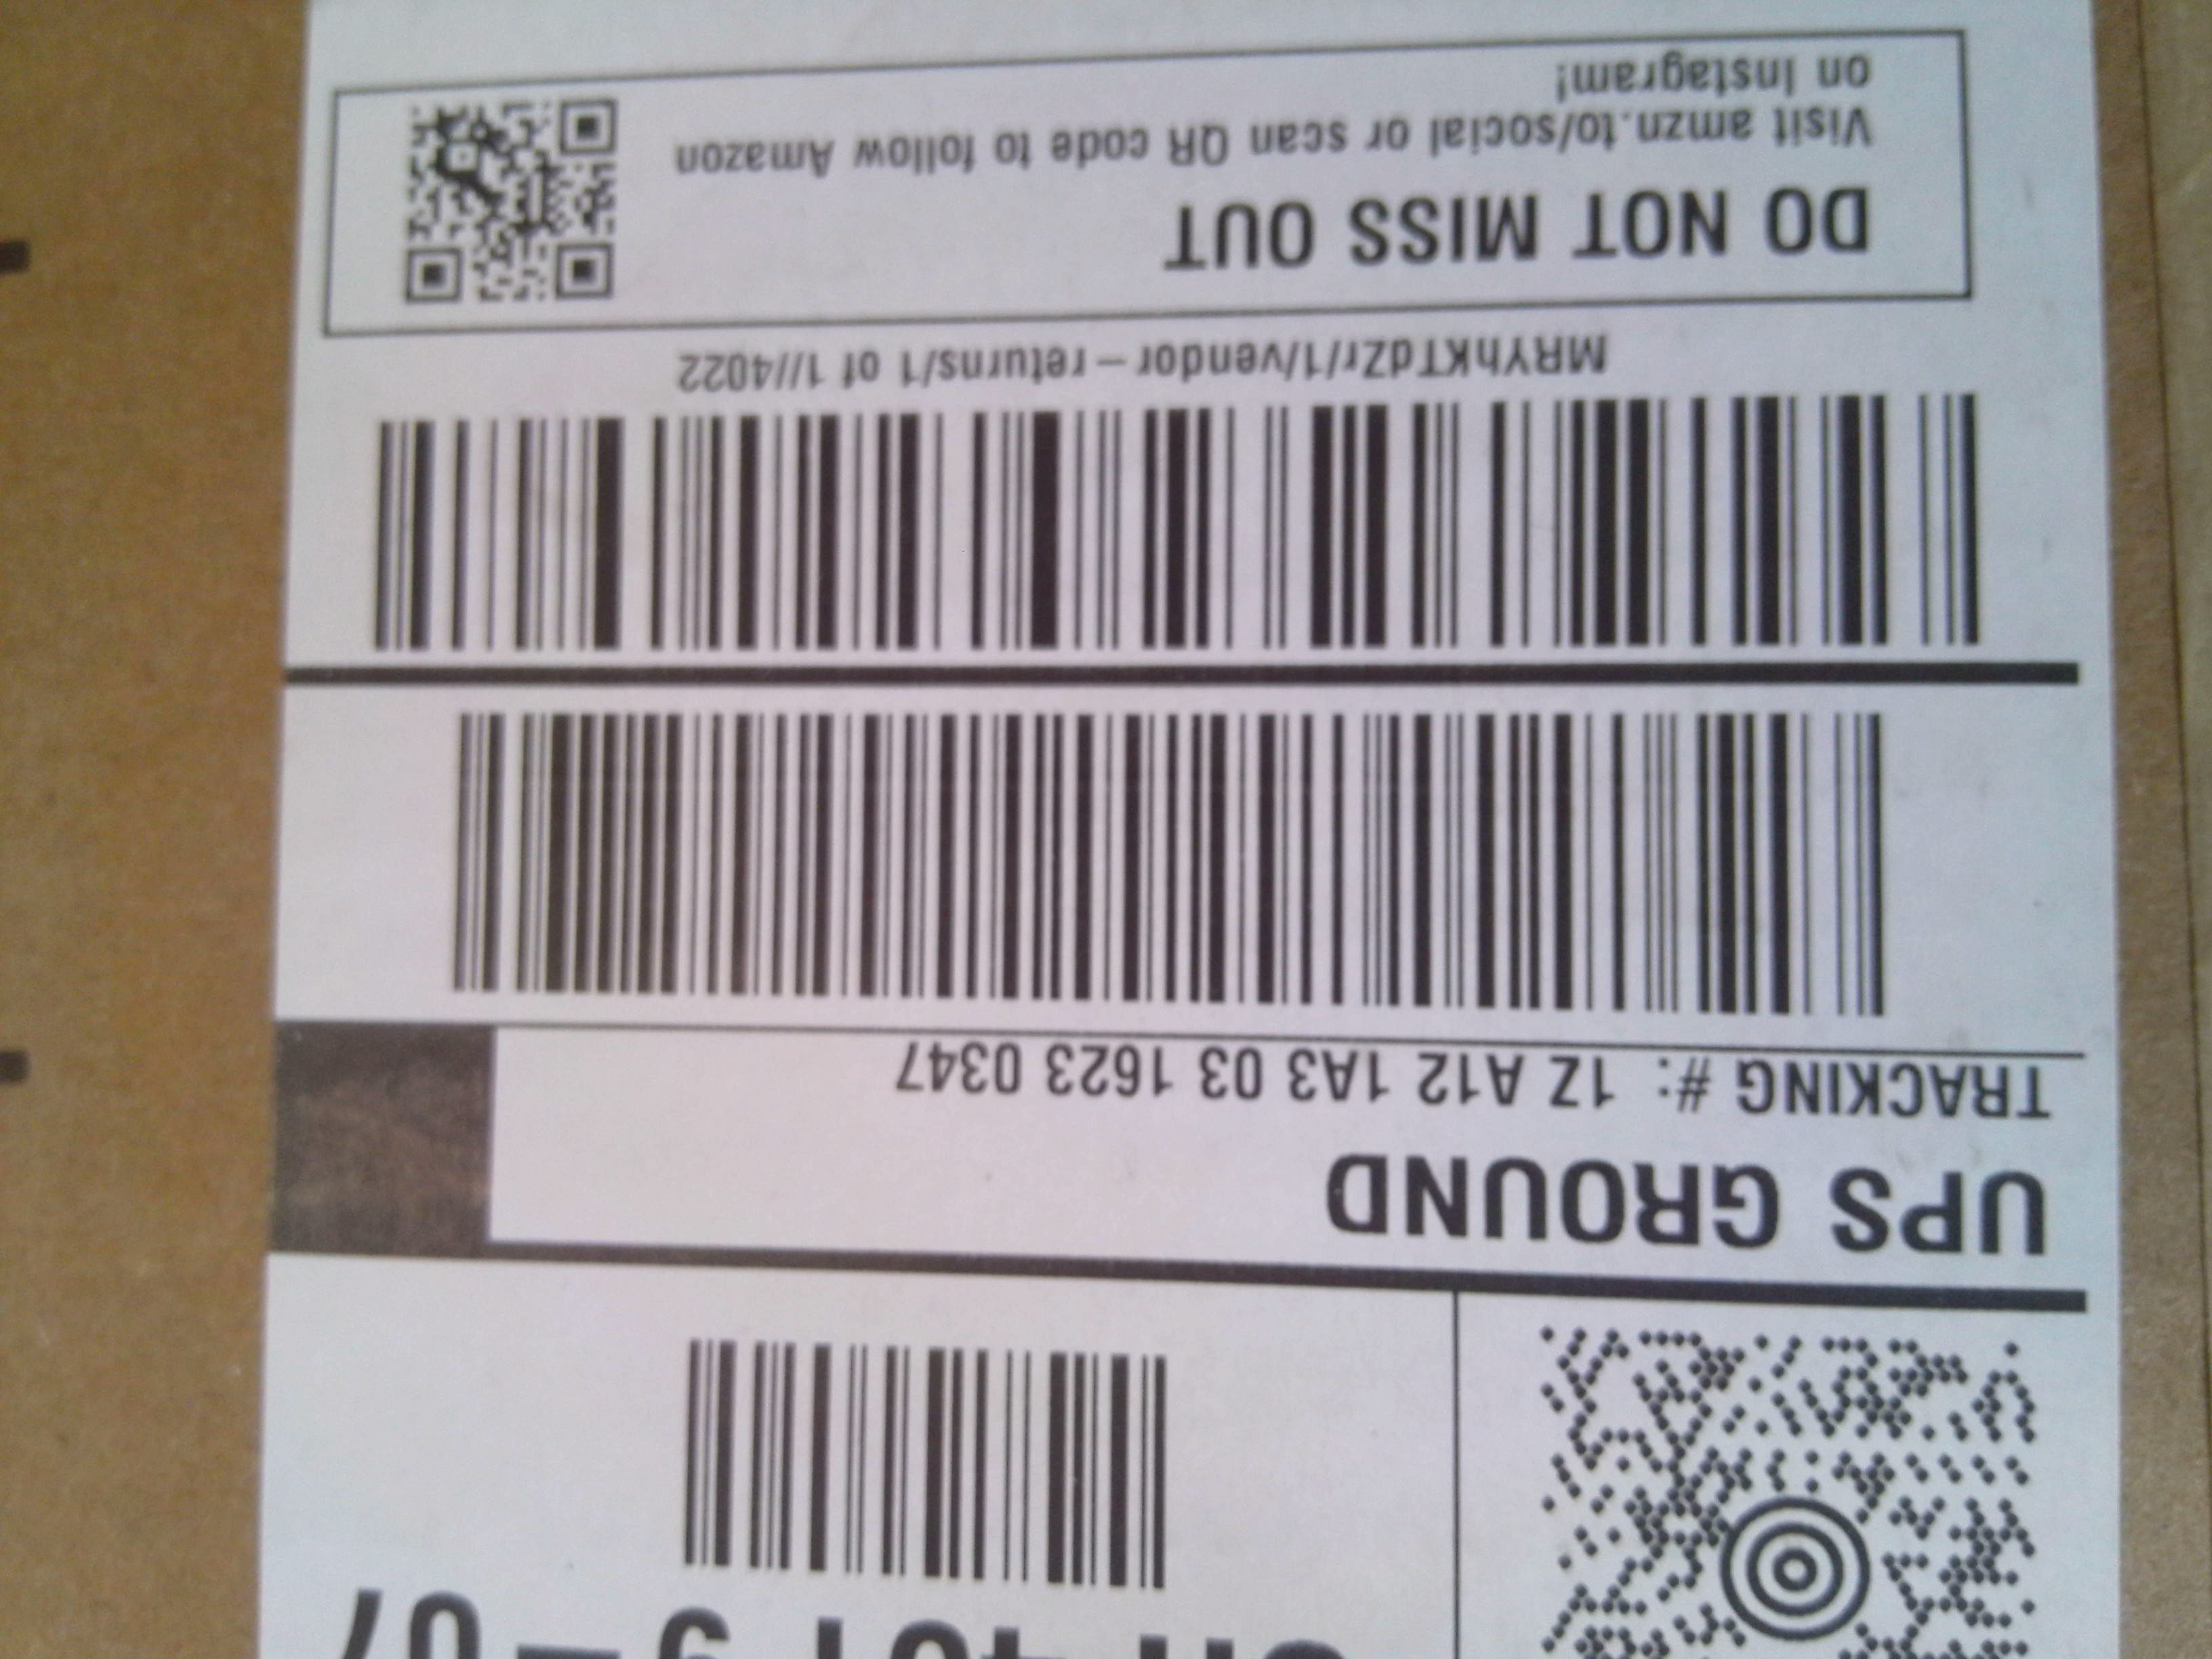 UPS GROUND
TRACKING #: 1Z A12 1A3 03 1623 0347
MRYhKTdZr/1/vendor-returns/1 of 1//4022
DO NOT MISS OUT
Visit amzn.to/social or scan QR code to follow Amazon
on Instagram!